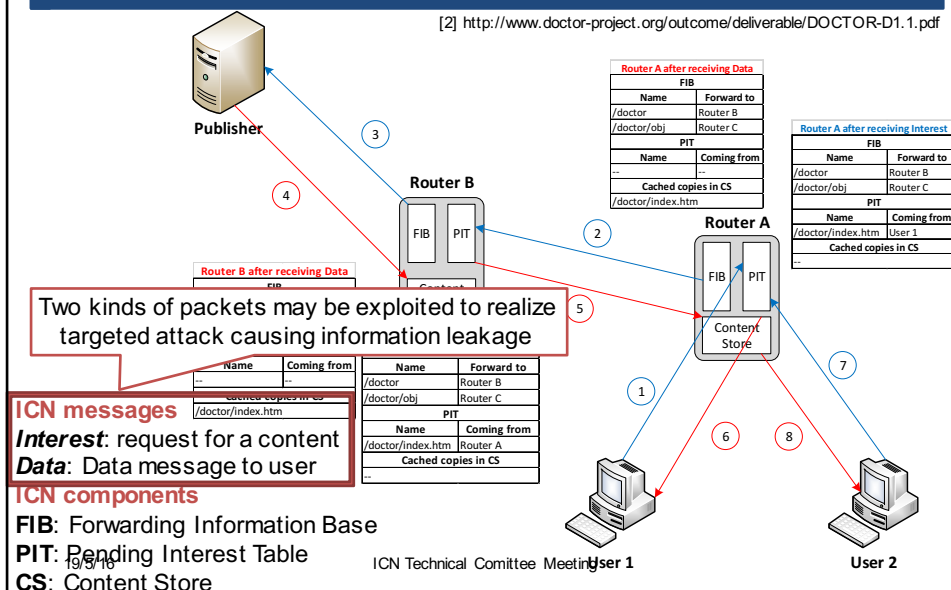 [2] http://www.doctor-project.org/outcome/deliverable/DOCTOR-D1.1.pdf
Publisher
3
4
Router B
FIB PIT
2
5
Router A after receiving Data
FIB
Name Forward to
/doctor Router B
/doctor/obj Router C
PIT
Name Coming from
-- --
Cached copies in CS
/doctor/index.htm
Router A after receiving Interest
FIB
Name Forward to
/doctor Router B
/doctor/obj Router C
PIT
Name Coming from
/doctor/index.htm User 1
Cached copies in CS
--
Router A
FIB PIT
Content
Store
1
6
7
8
Router B after receiving Data
Two kinds of packets may be exploited to realize
targeted attack causing information leakage
Name Coming from
-- --
Cached copies in CS
/doctor/index.htm
Name Forward to
/doctor Router B
/doctor/obj Router C
PIT
Name Coming from
/doctor/index.htm Router A
Cached copies in CS
--
ICN messages
Interest: request for a content
Data: Data message to user
ICN components
FIB: Forwarding Information Base
PIT: Pending Interest Table
CS: Content Store
19/5/16
ICN Technical Comittee Meeting
User 1
User 2